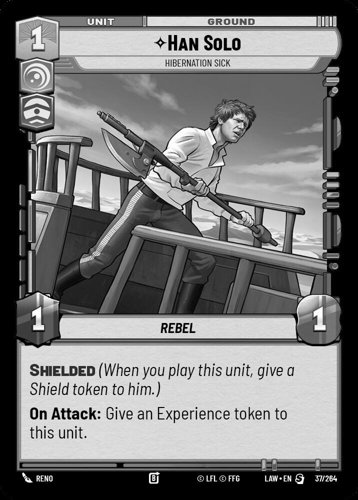 UNIT
GROUND
1
✧HAN SOLO
HIBERNATION SICK
1
REBEL
1
SHIELDED (When you play this unit, give a
Shield token to him.)
On Attack: Give an Experience token to
this unit.
RENO
© LFL © FFG
LAW • EN
37/264